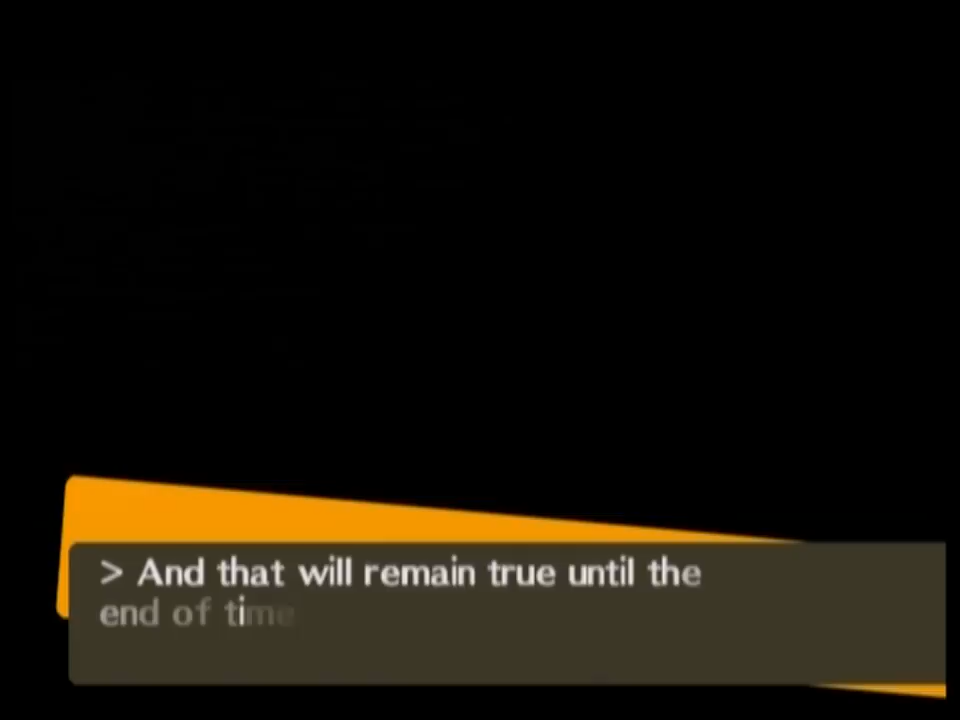 > And that will remain true until the
end of time